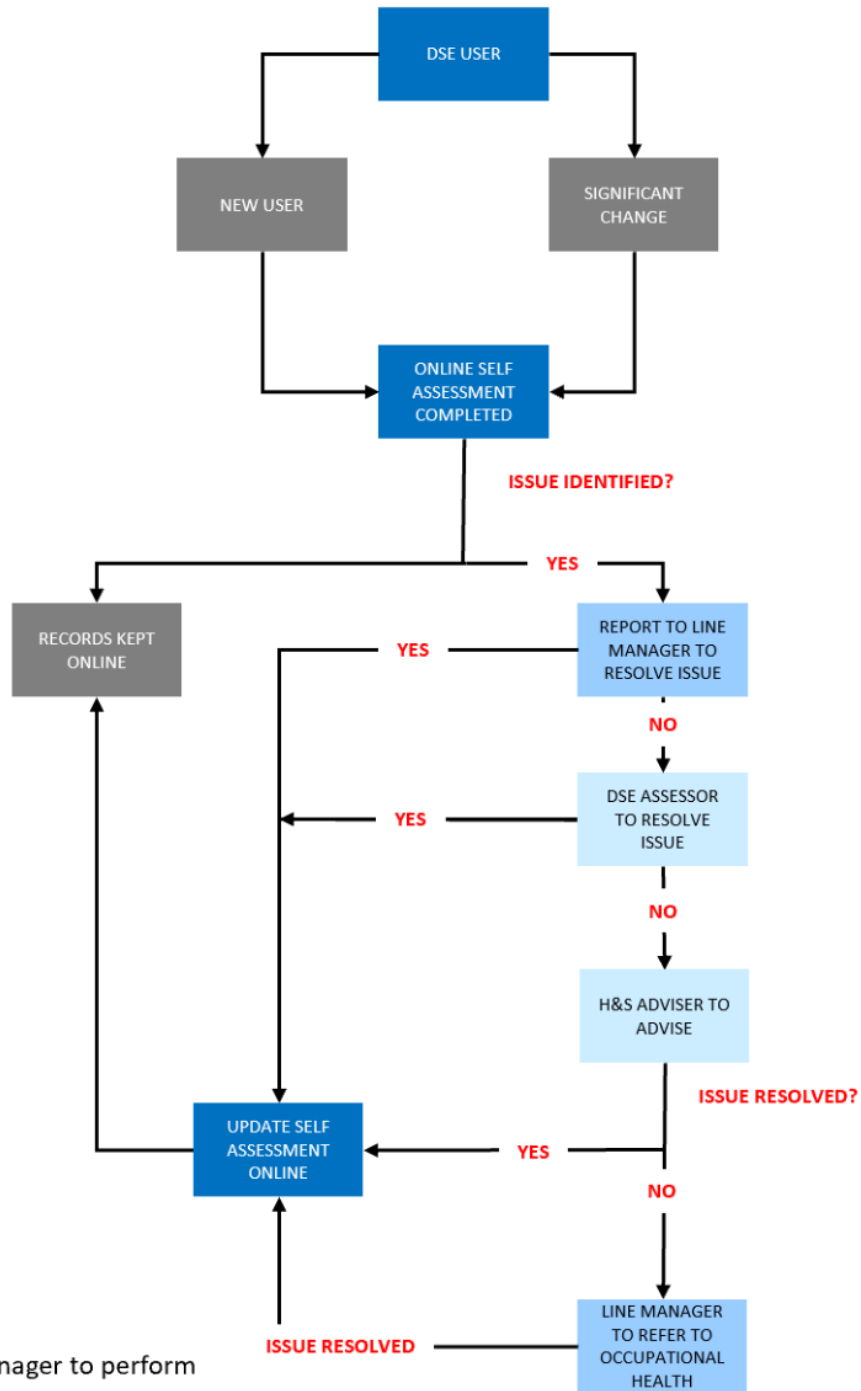 DSE USER
NEW USER
SIGNIFICANT
CHANGE
ONLINE SELF
ASSESSMENT
COMPLETED
ISSUE IDENTIFIED?
YES
RECORDS KEPT
ONLINE
REPORT TO LINE
MANAGER TO
RESOLVE ISSUE
YES
NO
DSE ASSESSOR
TO RESOLVE
ISSUE
YES
NO
H&S ADVISER TO
ADVISE
ISSUE RESOLVED?
UPDATE SELF
ASSESSMENT
ONLINE
YES
NO
LINE MANAGER
TO REFER TO
OCCUPATIONAL
HEALTH
ISSUE RESOLVED
to perform